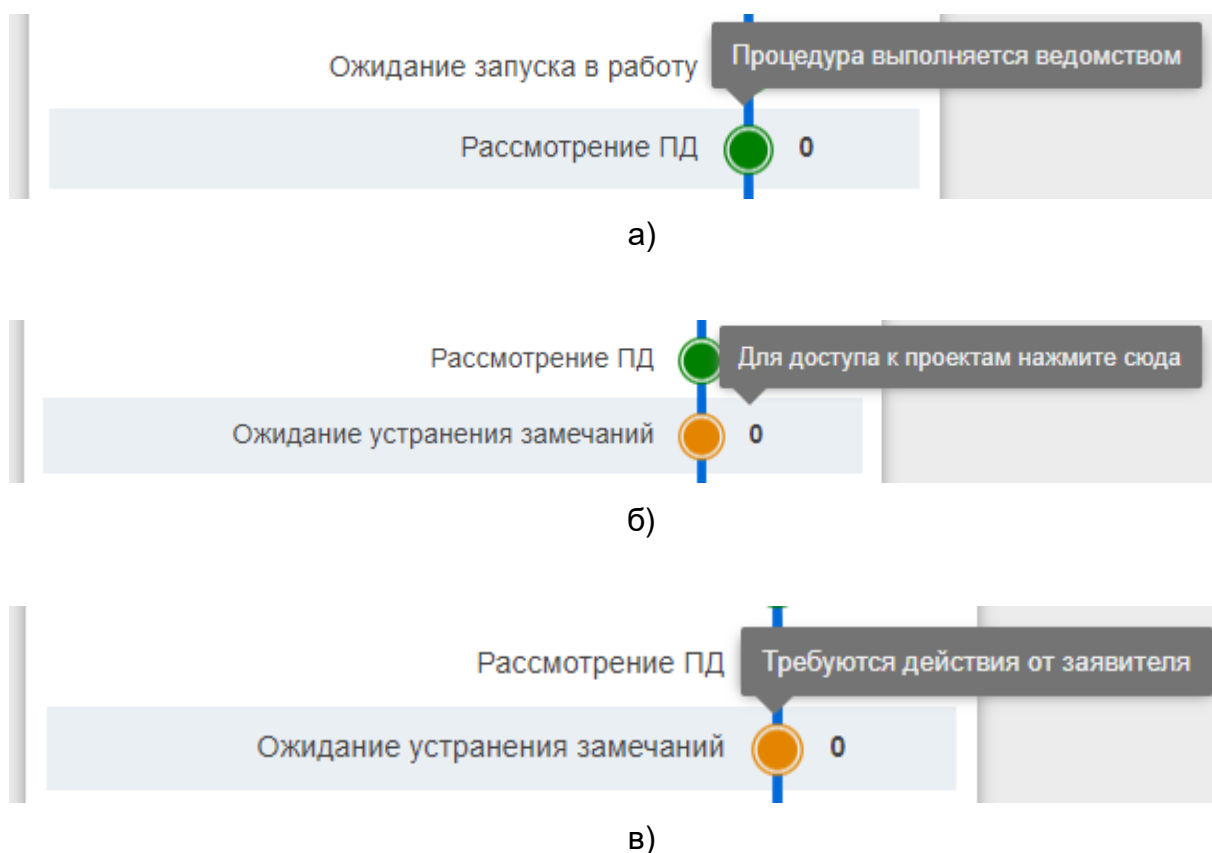 Ожидание запуска в работу
Процедура выполняется ведомством
Рассмотрение ПД 0
а)
Рассмотрение ПД
Для доступа к проектам нажмите сюда
Ожидание устранения замечаний 0
б)
Рассмотрение ПД
Требуются действия от заявителя
Ожидание устранения замечаний 0
в)